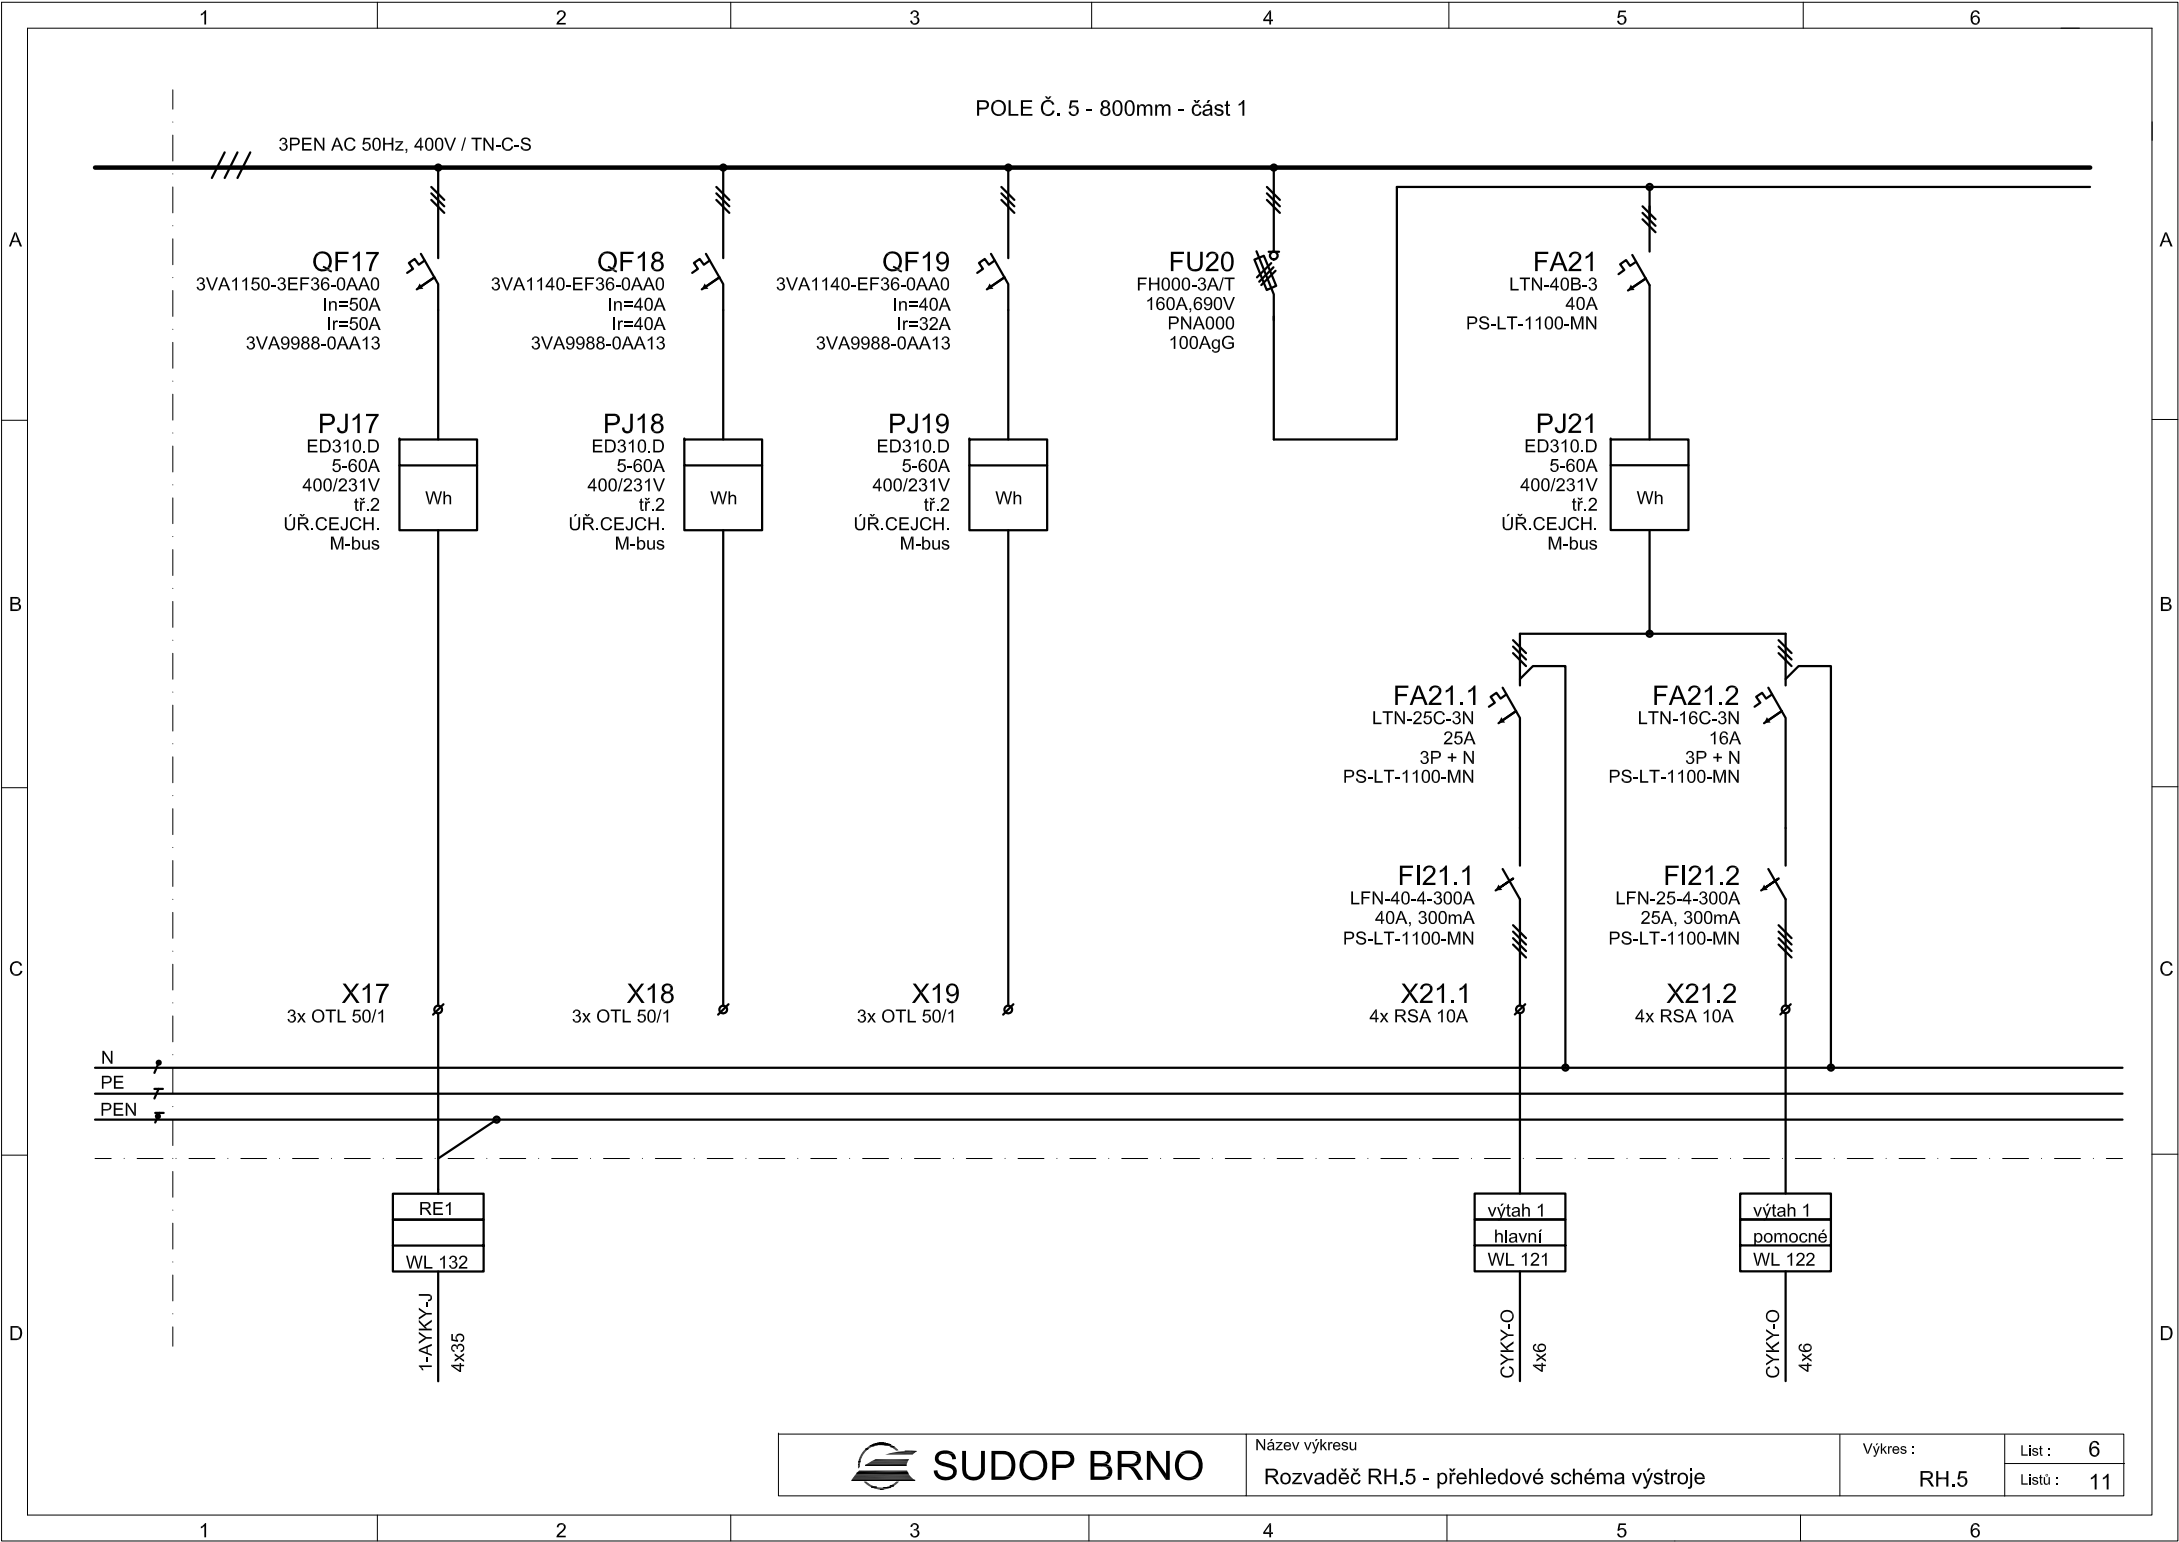 1 2 3 4 5 6
POLE Č. 5 - 800mm - část 1
3PEN AC 50Hz, 400V / TN-C-S
A
A
QF17
3VA1150-3EF36-0AA0
In=50A
Ir=50A
3VA9988-0AA13
QF18
3VA1140-EF36-0AA0
In=40A
Ir=40A
3VA9988-0AA13
QF19
3VA1140-EF36-0AA0
In=40A
Ir=32A
3VA9988-0AA13
FU20
FH000-3A/T
160A,690V
PNA000
100AgG
FA21
LTN-40B-3
40A
PS-LT-1100-MN
PJ17
ED310.D
5-60A
400/231V
tř.2
ÚŘ.CEJCH.
M-bus
Wh
PJ18
ED310.D
5-60A
400/231V
tř.2
ÚŘ.CEJCH.
M-bus
Wh
PJ19
ED310.D
5-60A
400/231V
tř.2
ÚŘ.CEJCH.
M-bus
Wh
PJ21
ED310.D
5-60A
400/231V
tř.2
ÚŘ.CEJCH.
M-bus
Wh
B
B
FA21.1
LTN-25C-3N
25A
3P + N
PS-LT-1100-MN
FA21.2
LTN-16C-3N
16A
3P + N
PS-LT-1100-MN
FI21.1
LFN-40-4-300A
40A, 300mA
PS-LT-1100-MN
FI21.2
LFN-25-4-300A
25A, 300mA
PS-LT-1100-MN
C
C
X17
3x OTL 50/1
X18
3x OTL 50/1
X19
3x OTL 50/1
X21.1
4x RSA 10A
X21.2
4x RSA 10A
N
PE
PEN
RE1
WL 132
výtah 1
hlavní
WL 121
výtah 1
pomocné
WL 122
D
D
1-AYKY-J
4x35
CYKY-O
4x6
CYKY-O
4x6
SUDOP BRNO
Název výkresu
Rozvaděč RH.5 - přehledové schéma výstroje
Výkres :
RH.5
List : 6
Listů : 11
1 2 3 4 5 6